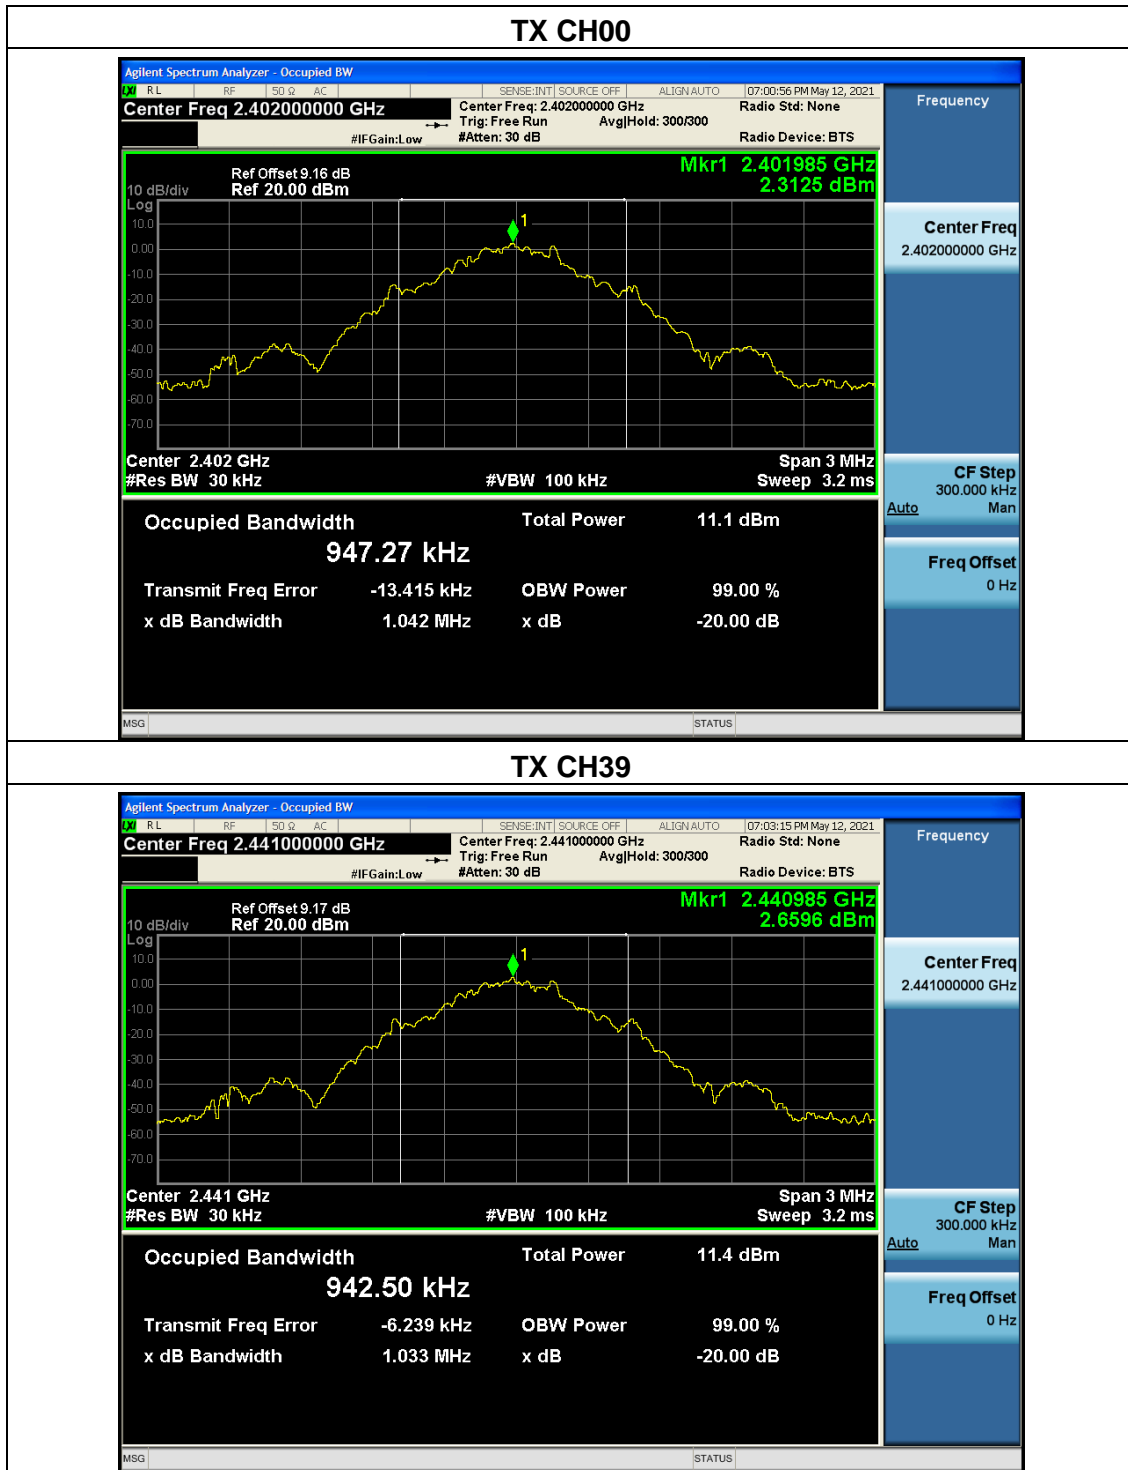 TX CH00
Agilent Spectrum Analyzer - Occupied BW
LXI RL RF 50 Ω AC SENSE:INT SOURCE OFF ALIGN AUTO 07:00:56 PM May 12, 2021
Center Freq 2.402000000 GHz
Center Freq: 2.402000000 GHz Radio Std: None
Trig: Free Run Avg|Hold: 300/300
#IFGain:Low #Atten: 30 dB Radio Device: BTS
Frequency
Mkr1 2.401985 GHz
2.3125 dBm
Ref Offset 9.16 dB
10 dB/div Ref 20.00 dBm
Log
10.0
0.00
-10.0
-20.0
-30.0
-40.0
-50.0
-60.0
-70.0
1
Center 2.402 GHz Span 3 MHz
#Res BW 30 kHz #VBW 100 kHz Sweep 3.2 ms
Center Freq
2.402000000 GHz
CF Step
300.000 kHz
Auto Man
Freq Offset
0 Hz
Occupied Bandwidth Total Power 11.1 dBm
947.27 kHz
Transmit Freq Error -13.415 kHz OBW Power 99.00 %
x dB Bandwidth 1.042 MHz x dB -20.00 dB
MSG STATUS
TX CH39
Agilent Spectrum Analyzer - Occupied BW
LXI RL RF 50 Ω AC SENSE:INT SOURCE OFF ALIGN AUTO 07:03:15 PM May 12, 2021
Center Freq 2.441000000 GHz
Center Freq: 2.441000000 GHz Radio Std: None
Trig: Free Run Avg|Hold: 300/300
#IFGain:Low #Atten: 30 dB Radio Device: BTS
Frequency
Mkr1 2.440985 GHz
2.6596 dBm
Ref Offset 9.17 dB
10 dB/div Ref 20.00 dBm
Log
10.0
0.00
-10.0
-20.0
-30.0
-40.0
-50.0
-60.0
-70.0
1
Center 2.441 GHz Span 3 MHz
#Res BW 30 kHz #VBW 100 kHz Sweep 3.2 ms
Center Freq
2.441000000 GHz
CF Step
300.000 kHz
Auto Man
Freq Offset
0 Hz
Occupied Bandwidth Total Power 11.4 dBm
942.50 kHz
Transmit Freq Error -6.239 kHz OBW Power 99.00 %
x dB Bandwidth 1.033 MHz x dB -20.00 dB
MSG STATUS